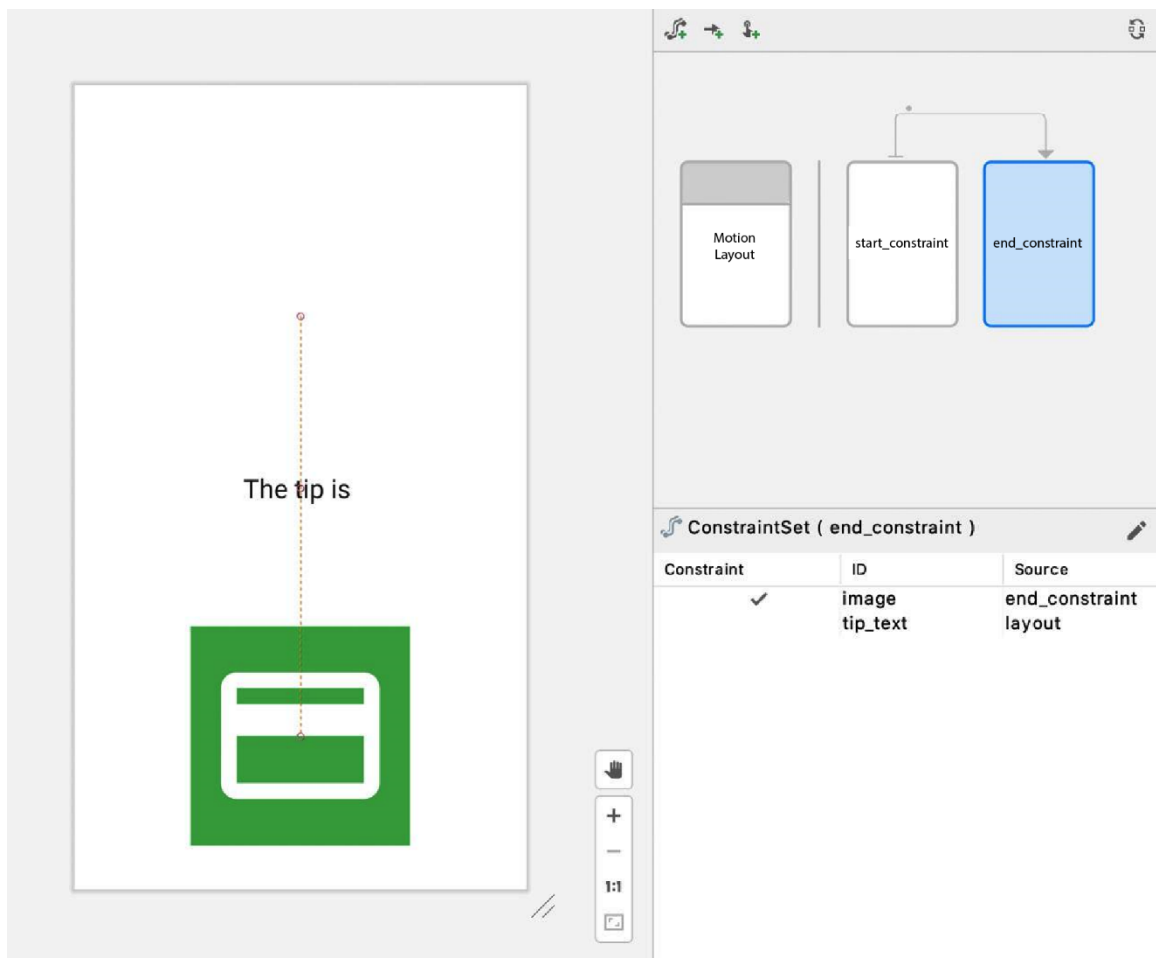 The tip is
1:1
Motion
Layout
start_constraint
end_constraint
ConstraintSet ( end_constraint )
Constraint ID Source
image end_constraint
tip_text layout